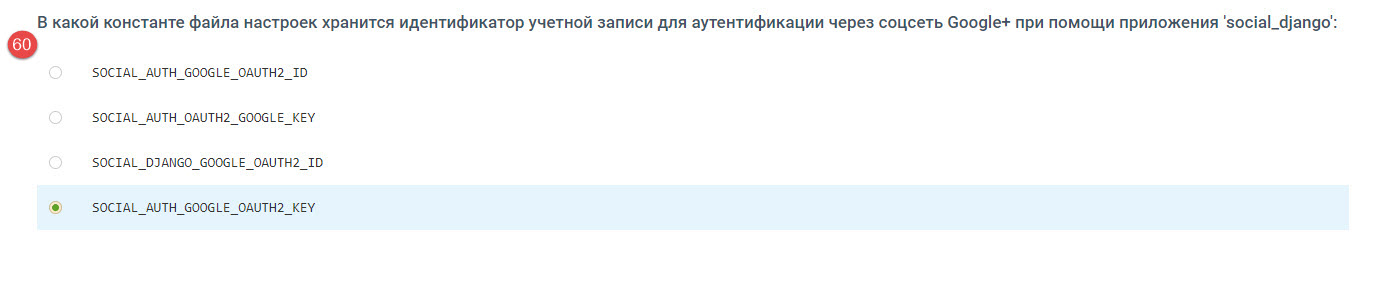 В какой константе файла настроек хранится идентификатор учетной записи для аутентификации через соцсеть Google+ при помощи приложения 'social_django':
60
SOCIAL_AUTH_GOOGLE_OAUTH2_ID
SOCIAL_AUTH_OAUTH2_GOOGLE_KEY
SOCIAL_DJANGO_GOOGLE_OAUTH2_ID
SOCIAL_AUTH_GOOGLE_OAUTH2_KEY